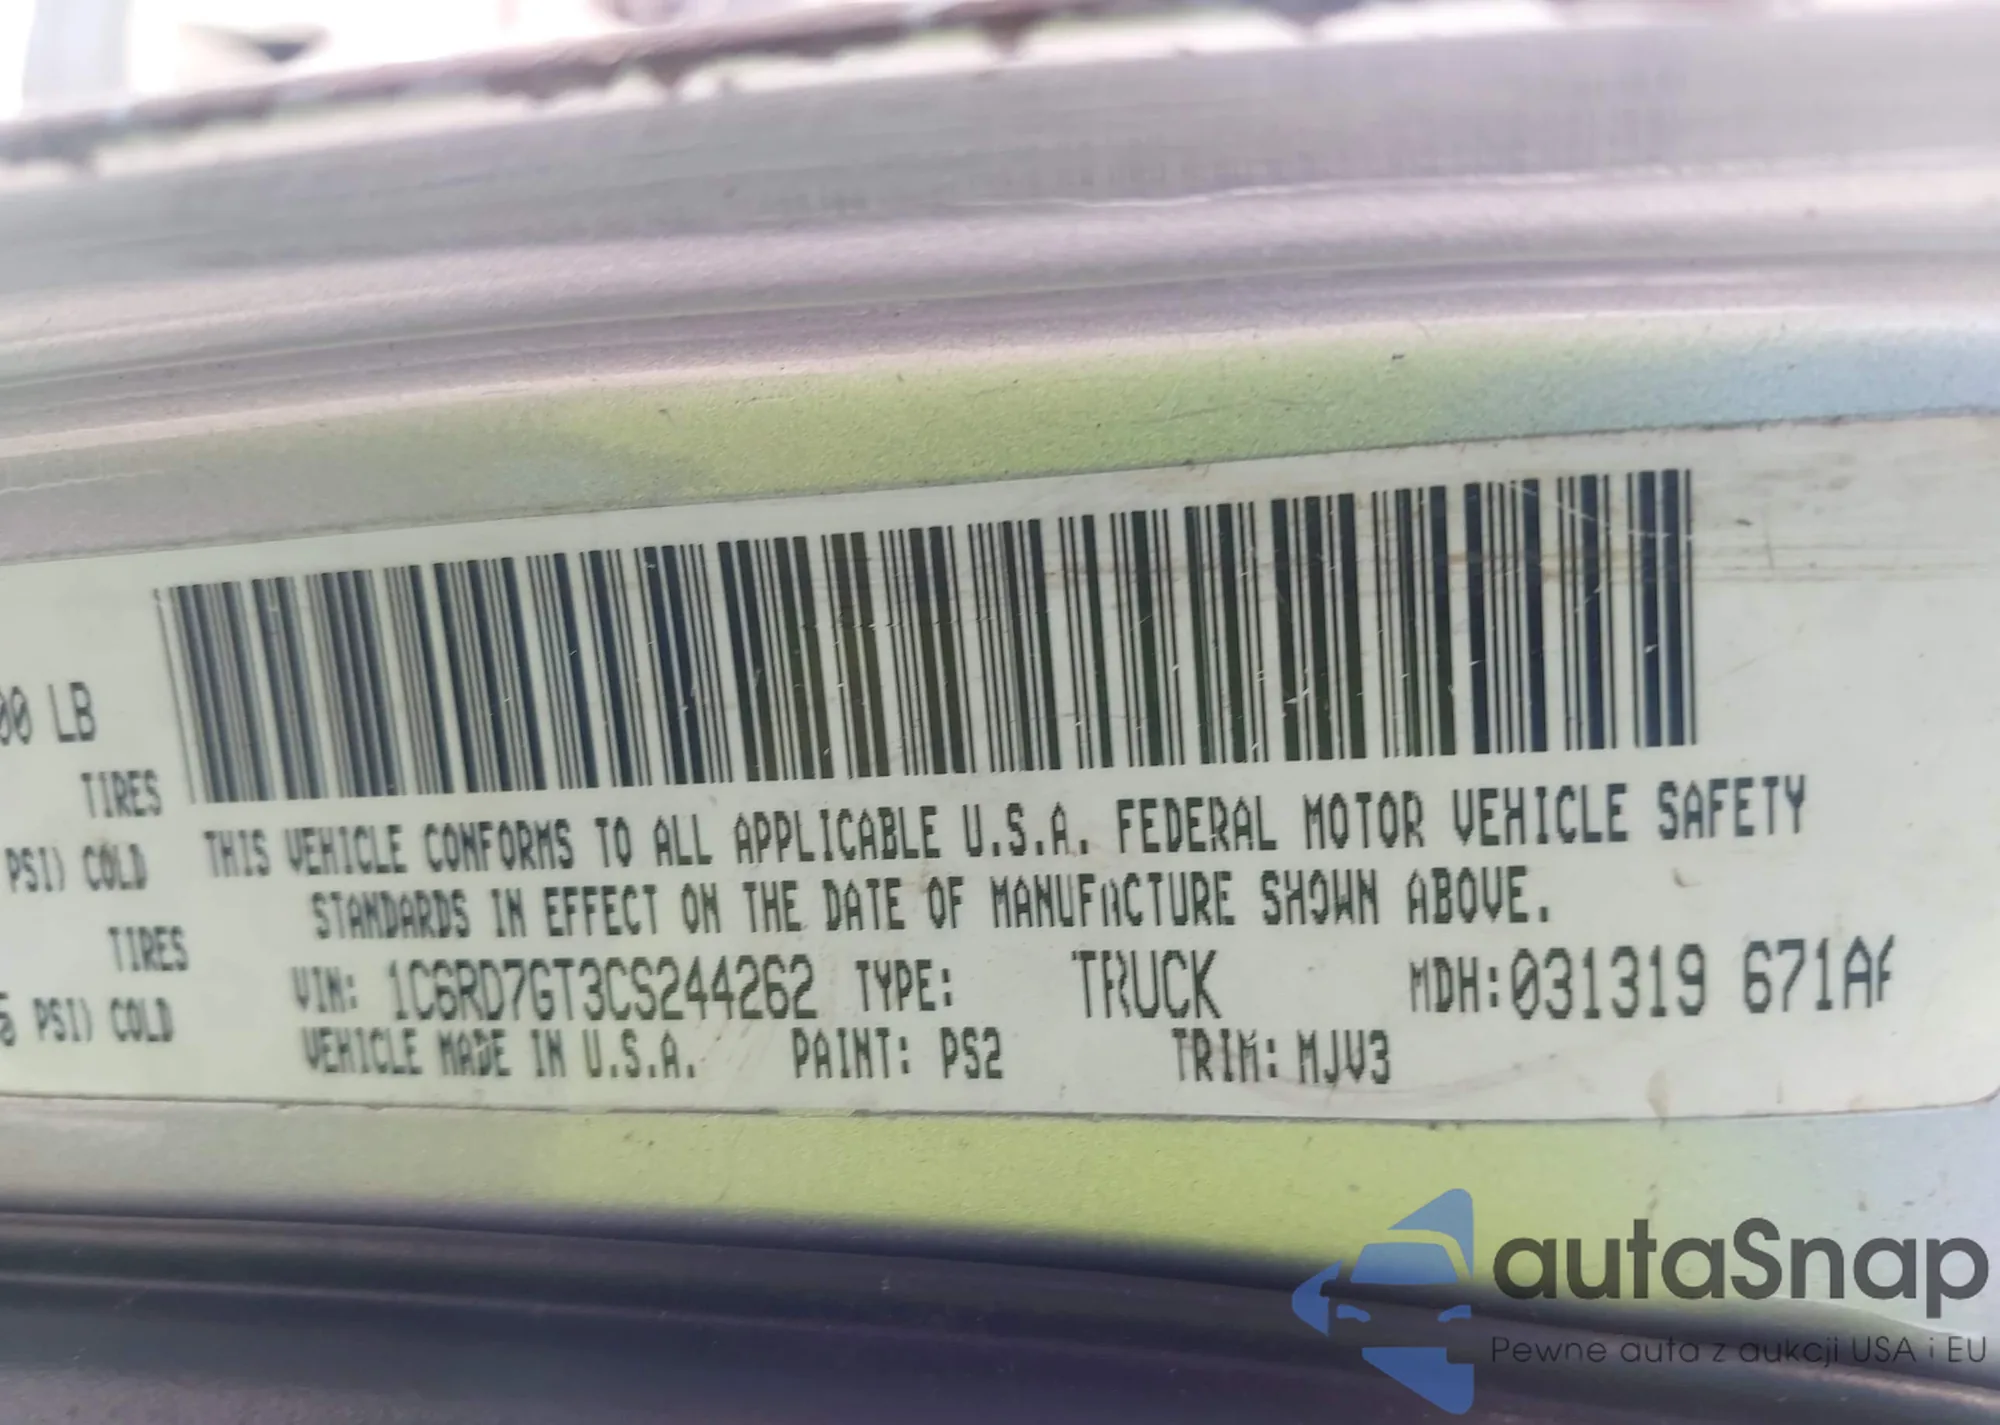 00 LB
TIRES
PSI) COLD
TIRES
PSI) COLD
THIS VEHICLE CONFORMS TO ALL APPLICABLE U.S.A. FEDERAL MOTOR VEHICLE SAFETY
STANDARDS IN EFFECT ON THE DATE OF MANUFACTURE SHOWN ABOVE.
VIN: 1C6RD7GT3CS244262 TYPE: TRUCK MDH:031319 671AA
VEHICLE MADE IN U.S.A. PAINT: PS2 TRIM: MJV3
autaSnap
Pewne auta z aukcji USA i EU